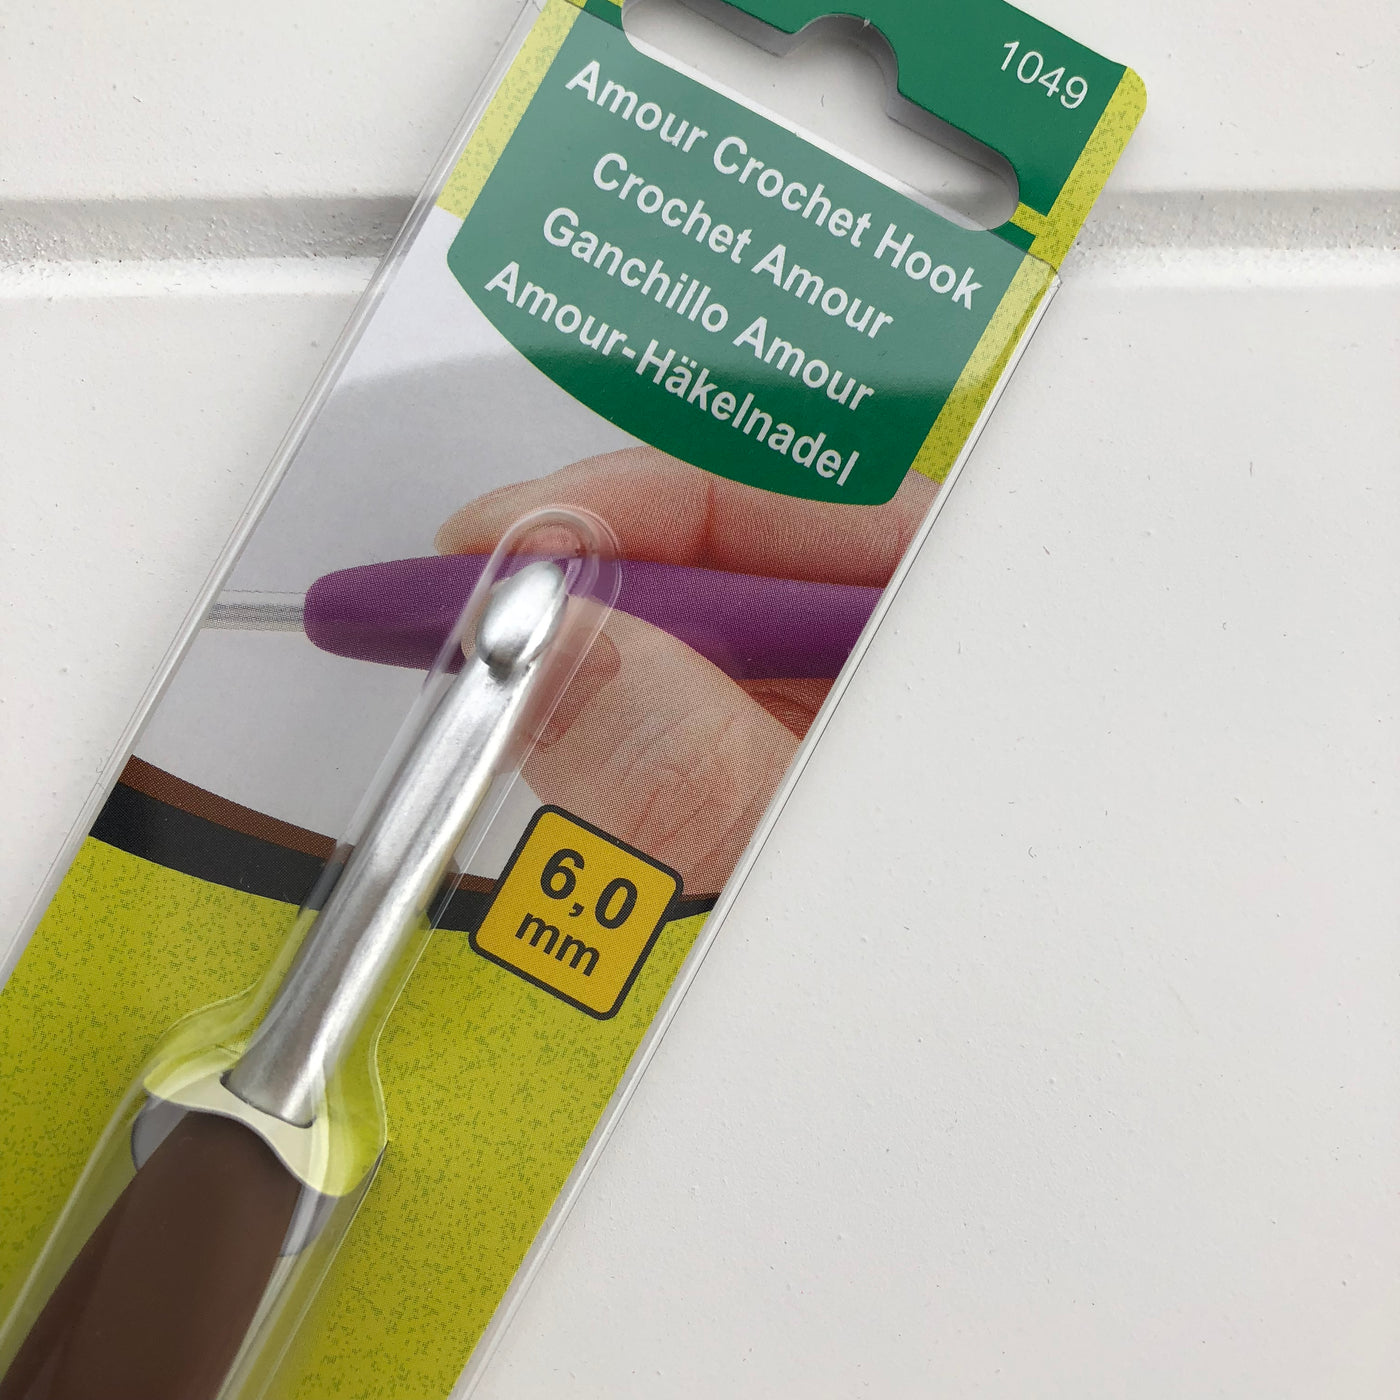 1049
Amour Crochet Hook
Crochet Amour
Ganchillo Amour
Amour-Häkelnadel
6,0
mm